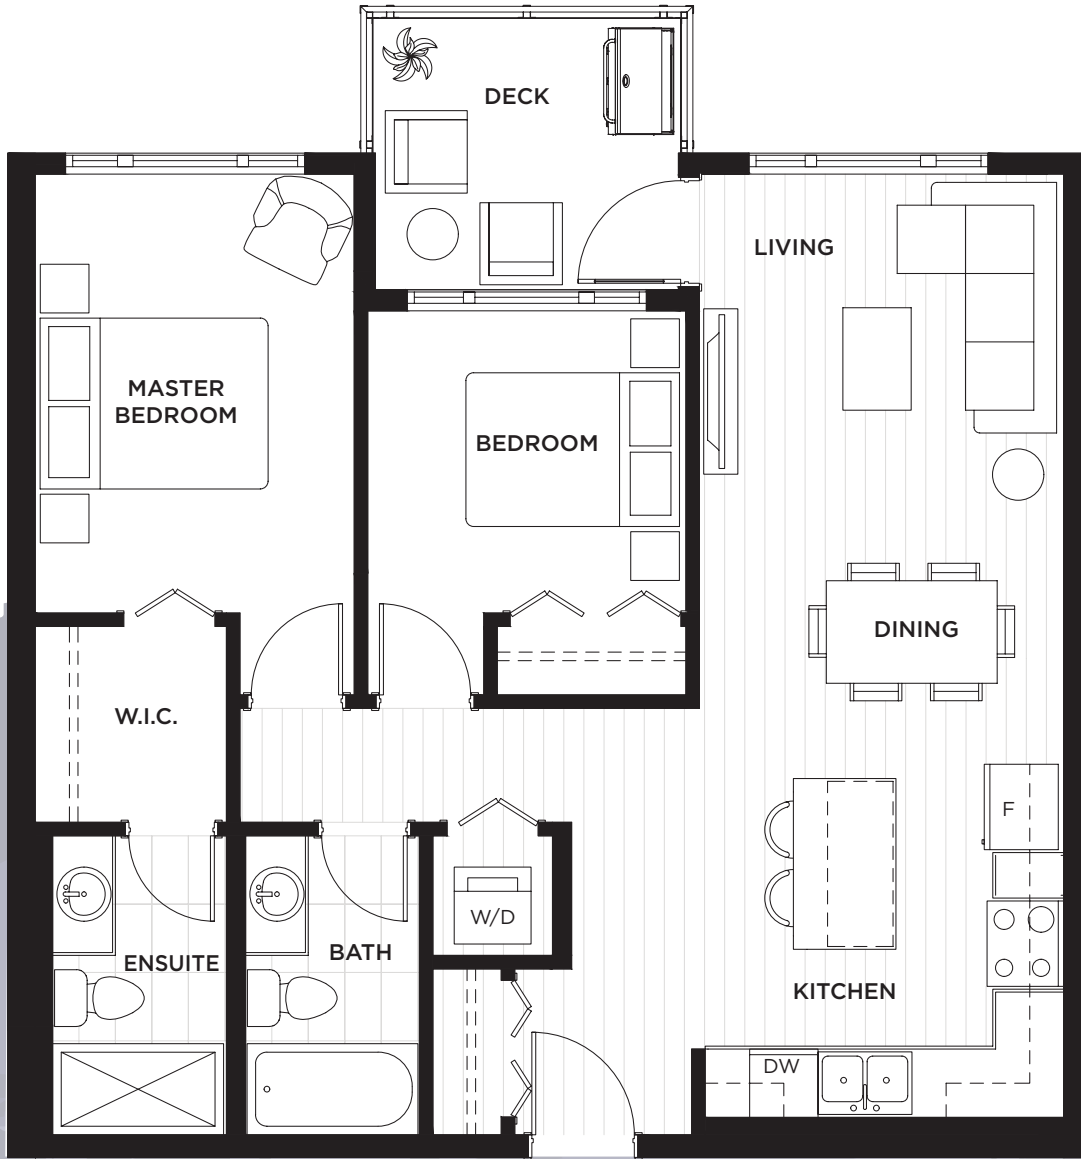 DECK
LIVING
MASTER
BEDROOM
BEDROOM
DINING
W.I.C.
F
W/D
BATH
ENSUITE
KITCHEN
DW